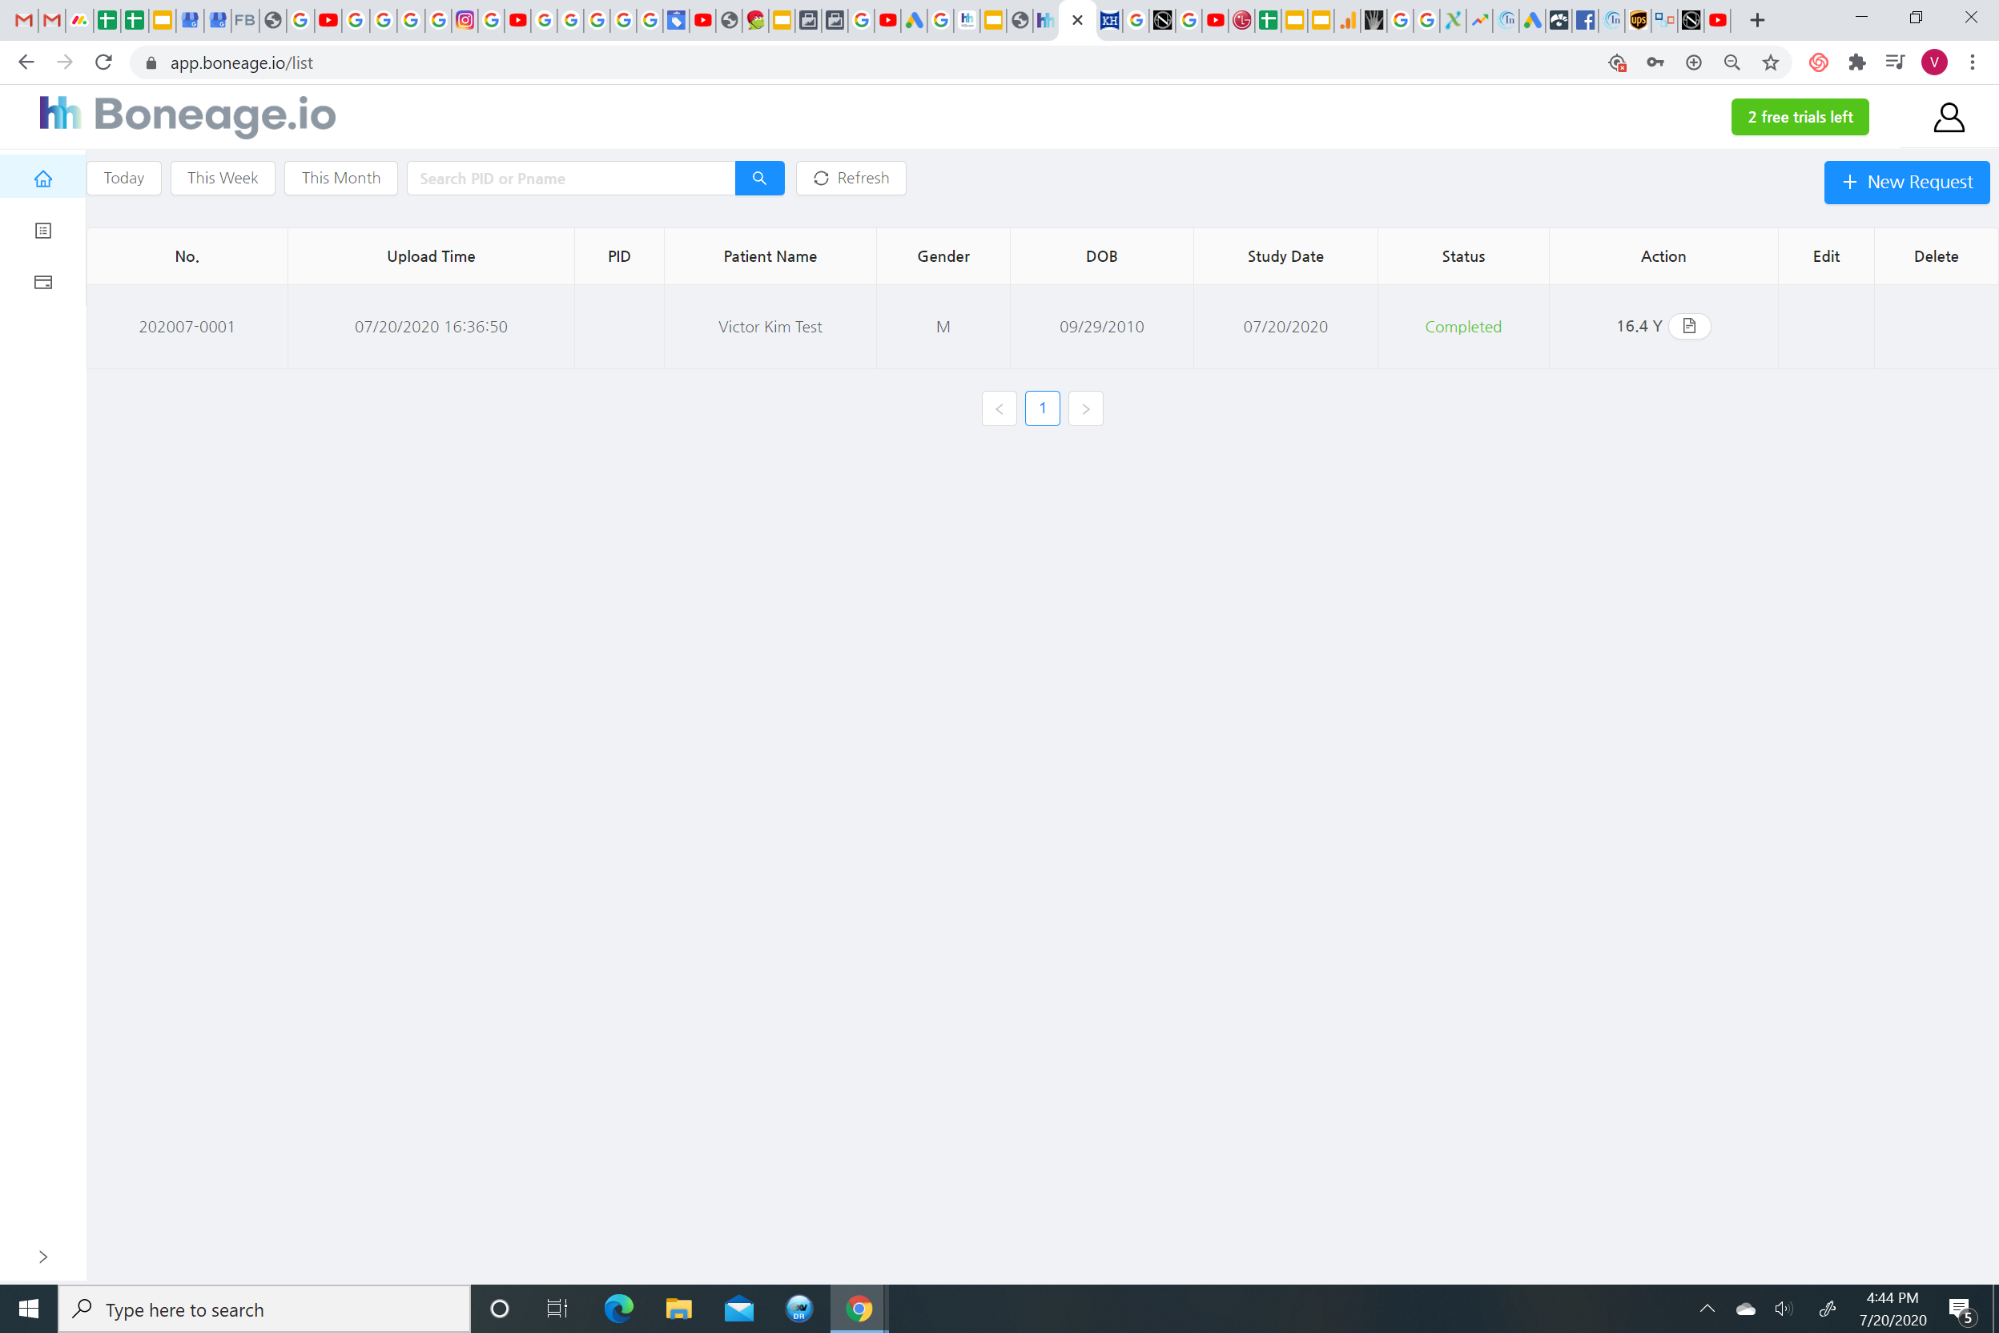 FB
app.boneage.io/list
V
hh Boneage.io
2 free trials left
Today
This Week
This Month
Search PID or Pname
Refresh
+ New Request
No.
Upload Time
PID
Patient Name
Gender
DOB
Study Date
Status
Action
Edit
Delete
202007-0001
07/20/2020 16:36:50
Victor Kim Test
M
09/29/2010
07/20/2020
Completed
16.4 Y
1
Type here to search
4:44 PM
7/20/2020
5